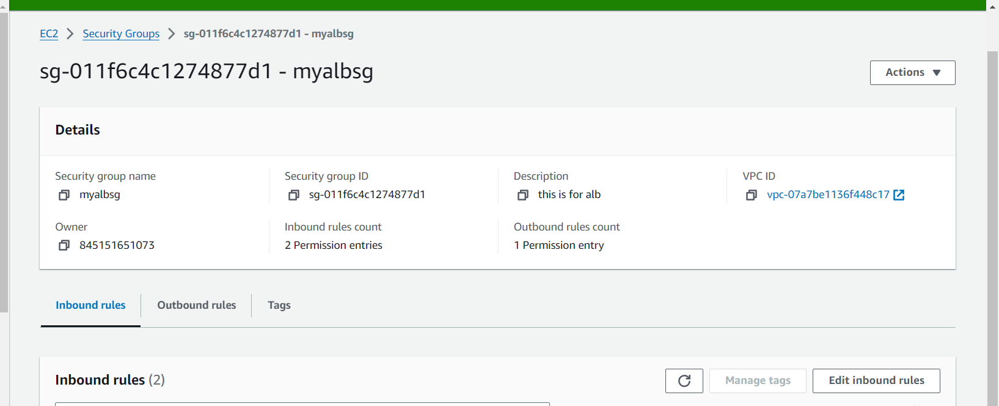 EC2 > Security Groups > sg-011f6c4c1274877d1 - myalbsg
sg-011f6c4c1274877d1 - myalbsg
Actions
Details
Security group name
myalbsg
Security group ID
sg-011f6c4c1274877d1
Description
this is for alb
VPC ID
vpc-07a7be1136f448c17
Owner
845151651073
Inbound rules count
2 Permission entries
Outbound rules count
1 Permission entry
Inbound rules
Outbound rules
Tags
Inbound rules (2)
Manage tags
Edit inbound rules